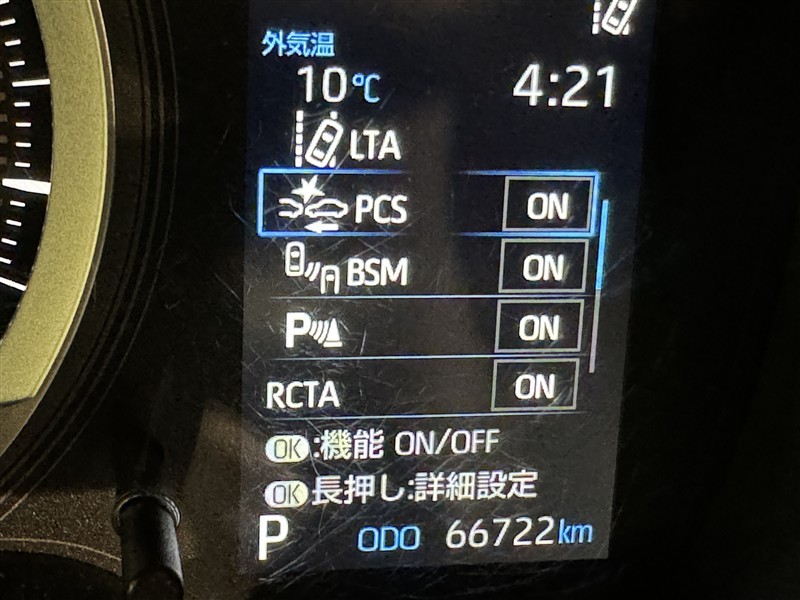 外気温
10℃ 4:21
LTA
PCS ON
BSM ON
P ON
RCTA ON
OK:機能 ON/OFF
OK長押し:詳細設定
P ODO 66722km